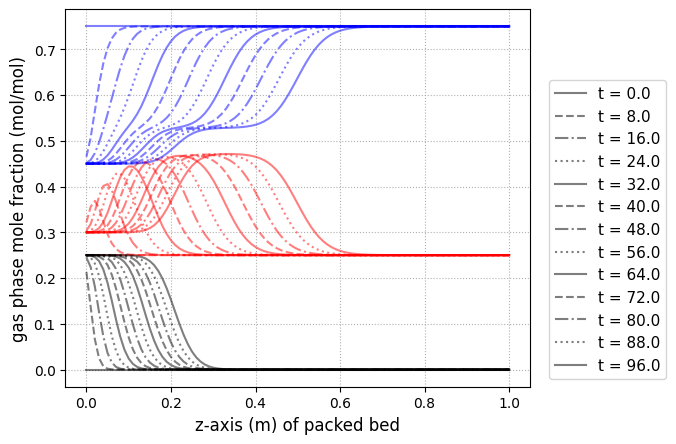 gas phase mole fraction (mol/mol)
0.7
0.6
0.5
0.4
0.3
0.2
0.1
0.0
0.0 0.2 0.4 0.6 0.8 1.0
z-axis (m) of packed bed
t = 0.0
t = 8.0
t = 16.0
t = 24.0
t = 32.0
t = 40.0
t = 48.0
t = 56.0
t = 64.0
t = 72.0
t = 80.0
t = 88.0
t = 96.0